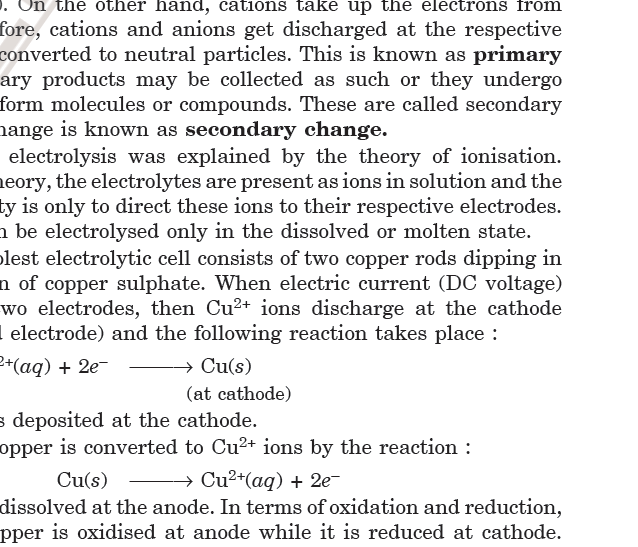 ). On the other hand, cations take up the electrons from
fore, cations and anions get discharged at the respective
converted to neutral particles. This is known as primary
ary products may be collected as such or they undergo
form molecules or compounds. These are called secondary
hange is known as secondary change.
electrolysis was explained by the theory of ionisation.
heory, the electrolytes are present as ions in solution and the
ty is only to direct these ions to their respective electrodes.
n be electrolysed only in the dissolved or molten state.
plest electrolytic cell consists of two copper rods dipping in
n of copper sulphate. When electric current (DC voltage)
wo electrodes, then Cu²⁺ ions discharge at the cathode
l electrode) and the following reaction takes place :
²⁺(aq) + 2e⁻ ⟶ Cu(s)
(at cathode)
s deposited at the cathode.
opper is converted to Cu²⁺ ions by the reaction :
Cu(s) ⟶ Cu²⁺(aq) + 2e⁻
dissolved at the anode. In terms of oxidation and reduction,
pper is oxidised at anode while it is reduced at cathode.